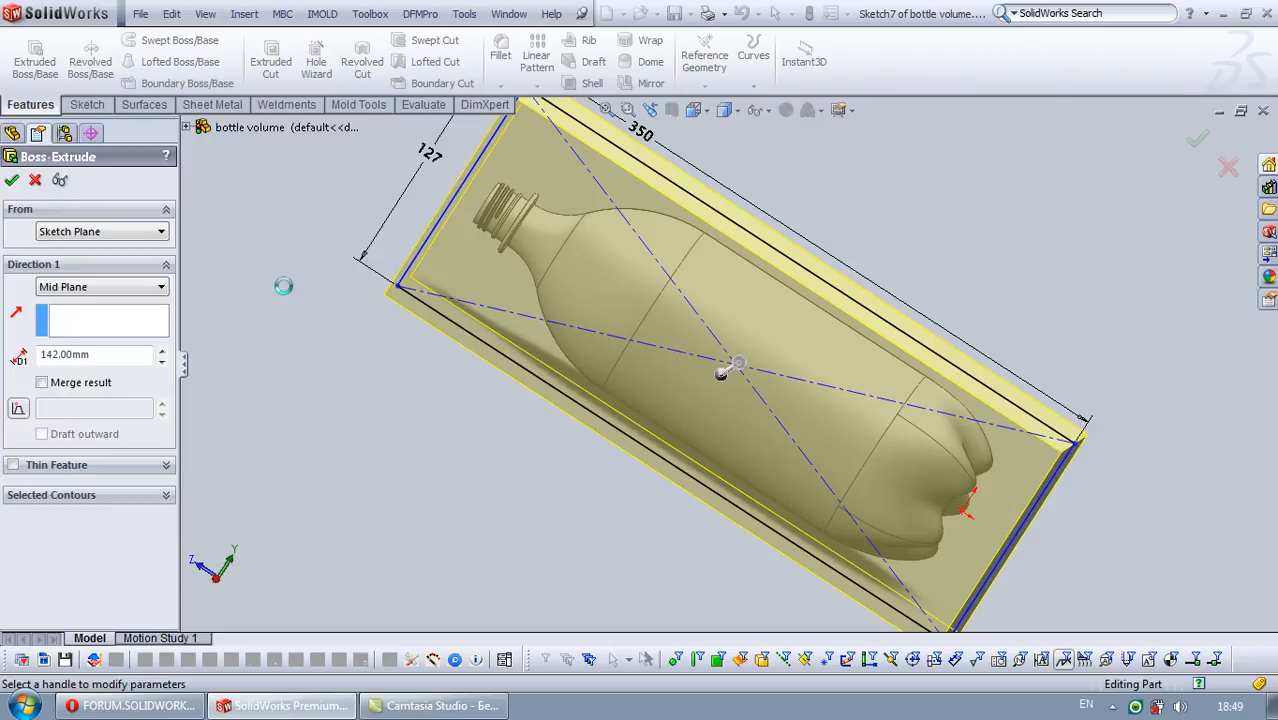 SolidWorks File Edit View Insert MBC IMOLD Toolbox DFMPro Tools Window Help Sketch7 of bottle volume.... SolidWorks Search ?
Extruded Boss/Base
Revolved Boss/Base
Swept Boss/Base
Lofted Boss/Base
Boundary Boss/Base
Extruded Cut
Hole Wizard
Revolved Cut
Swept Cut
Lofted Cut
Boundary Cut
Fillet
Linear Pattern
Rib
Draft
Shell
Wrap
Dome
Mirror
Reference Geometry
Curves
Instant3D
Features Sketch Surfaces Sheet Metal Weldments Mold Tools Evaluate DimXpert
bottle volume (default<<d...
Boss-Extrude ?
From
Sketch Plane
Direction 1
Mid Plane
D1 142.00mm
Merge result
Draft outward
Thin Feature
Selected Contours
350
127
Z
Y
Model Motion Study 1
Select a handle to modify parameters
Editing Part ?
FORUM.SOLIDWORK... SolidWorks Premium... Camtasia Studio - Бе...
EN 18:49